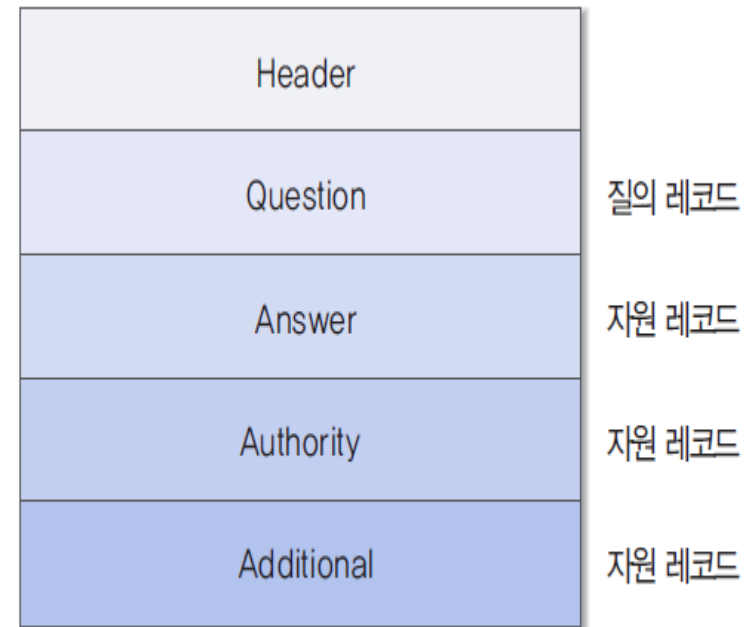 Header
Question 질의 레코드
Answer 자원 레코드
Authority 자원 레코드
Additional 자원 레코드